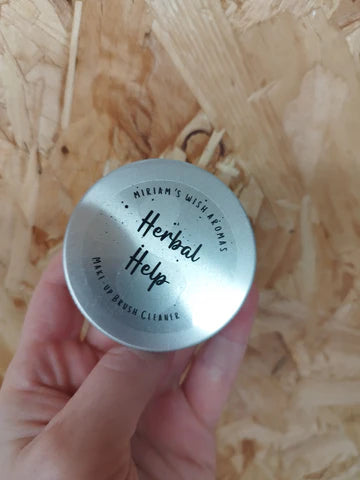 MIRIAM'S WISH AROMAS
Herbal
Help
MAKE-UP BRUSH CLEANER